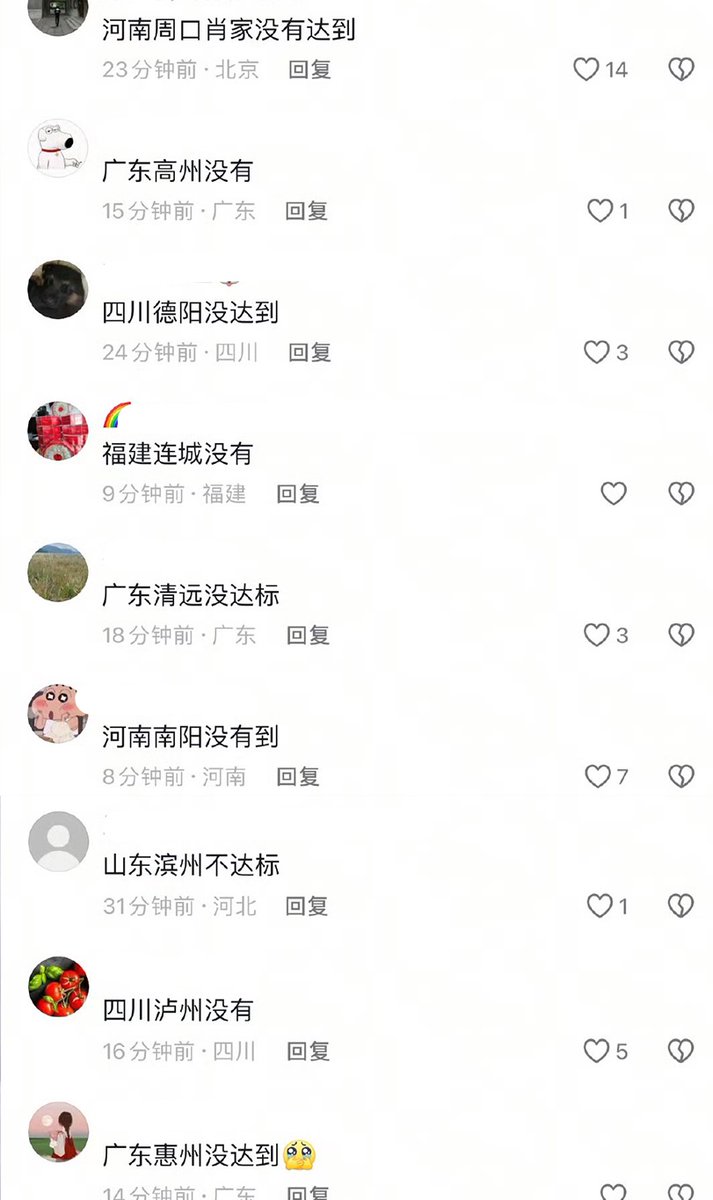 河南周口肖家没有达到
23分钟前·北京 回复 14
广东高州没有
15分钟前·广东 回复 1
四川德阳没达到
24分钟前·四川 回复 3
🌈
福建连城没有
9分钟前·福建 回复
广东清远没达标
18分钟前·广东 回复 3
河南南阳没有到
8分钟前·河南 回复 7
山东滨州不达标
31分钟前·河北 回复 1
四川泸州没有
16分钟前·四川 回复 5
广东惠州没达到🥹
14分钟前·广东 回复